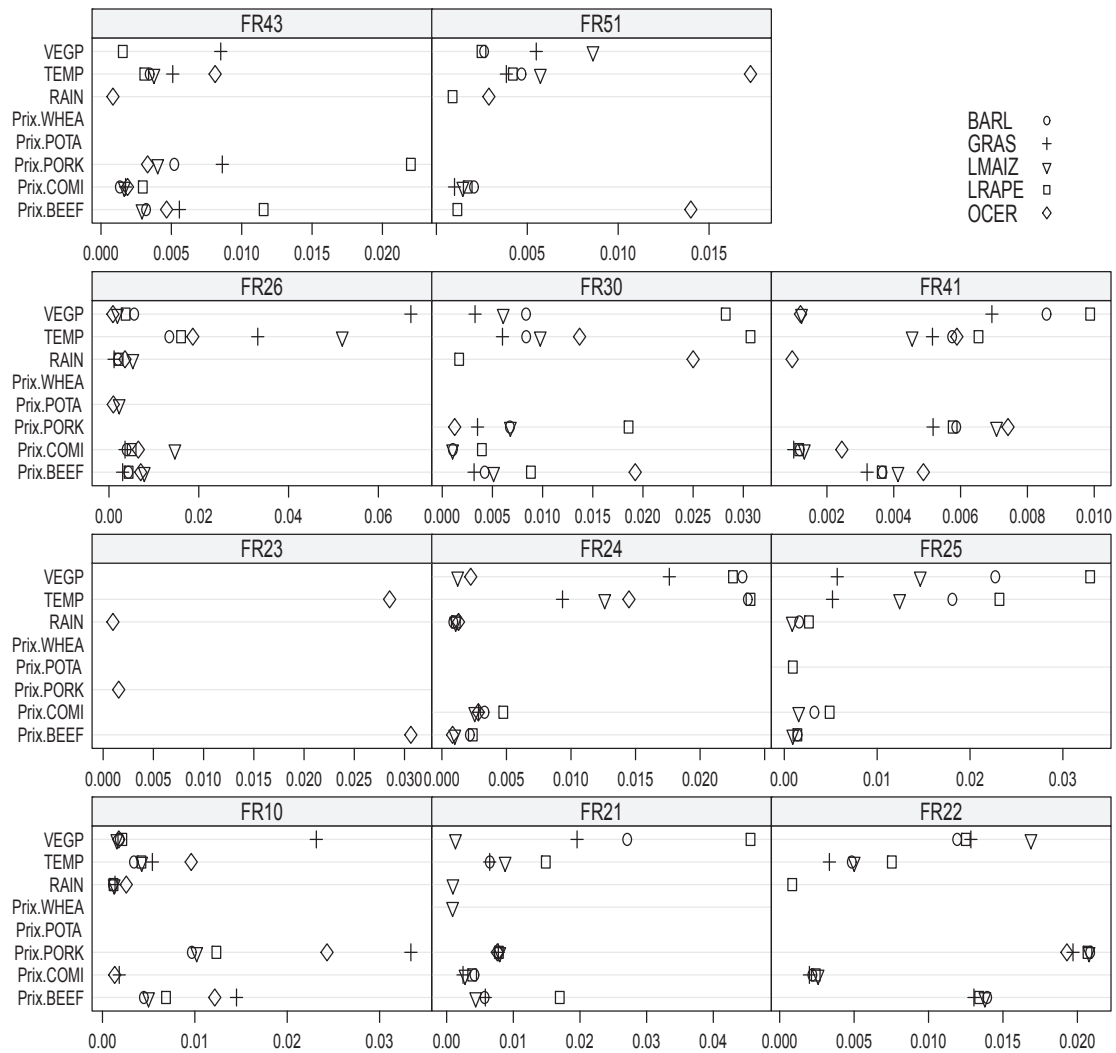 FR43 FR51
VEGP
TEMP
RAIN
Prix.WHEA
Prix.POTA
Prix.PORK
Prix.COMI
Prix.BEEF
0.000 0.005 0.010 0.015 0.020 0.005 0.010 0.015
BARL
GRAS
LMAIZ
LRAPE
OCER
FR26 FR30 FR41
VEGP
TEMP
RAIN
Prix.WHEA
Prix.POTA
Prix.PORK
Prix.COMI
Prix.BEEF
0.00 0.02 0.04 0.06 0.000 0.005 0.010 0.015 0.020 0.025 0.030 0.002 0.004 0.006 0.008 0.010
FR23 FR24 FR25
VEGP
TEMP
RAIN
Prix.WHEA
Prix.POTA
Prix.PORK
Prix.COMI
Prix.BEEF
0.000 0.005 0.010 0.015 0.020 0.025 0.030 0.000 0.005 0.010 0.015 0.020 0.00 0.01 0.02 0.03
FR10 FR21 FR22
VEGP
TEMP
RAIN
Prix.WHEA
Prix.POTA
Prix.PORK
Prix.COMI
Prix.BEEF
0.00 0.01 0.02 0.03 0.00 0.01 0.02 0.03 0.04 0.000 0.005 0.010 0.015 0.020